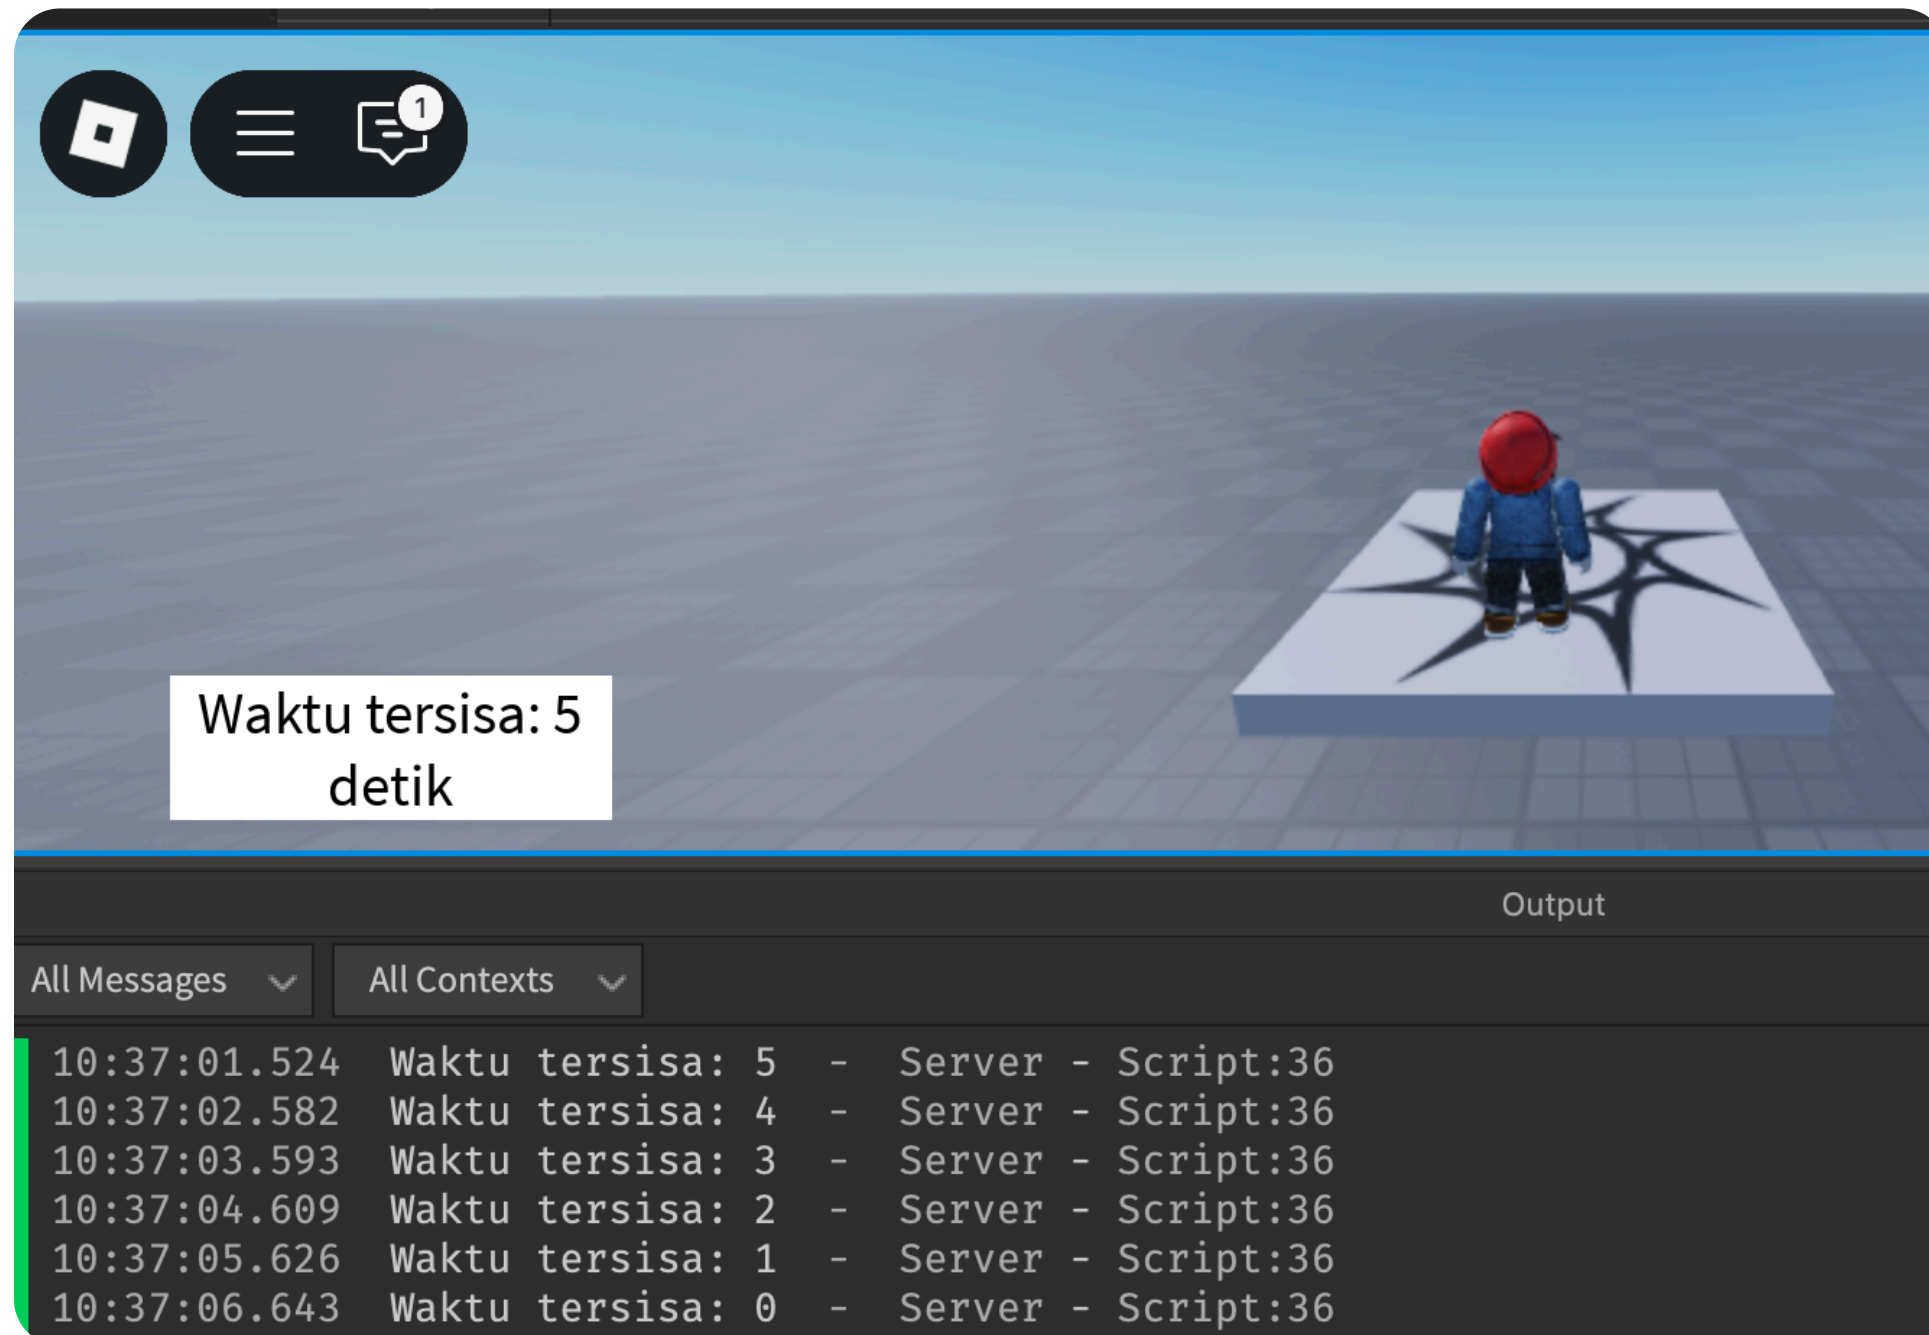 1
Waktu tersisa: 5
detik
Output
All Messages All Contexts
10:37:01.524 Waktu tersisa: 5 - Server - Script:36
10:37:02.582 Waktu tersisa: 4 - Server - Script:36
10:37:03.593 Waktu tersisa: 3 - Server - Script:36
10:37:04.609 Waktu tersisa: 2 - Server - Script:36
10:37:05.626 Waktu tersisa: 1 - Server - Script:36
10:37:06.643 Waktu tersisa: 0 - Server - Script:36